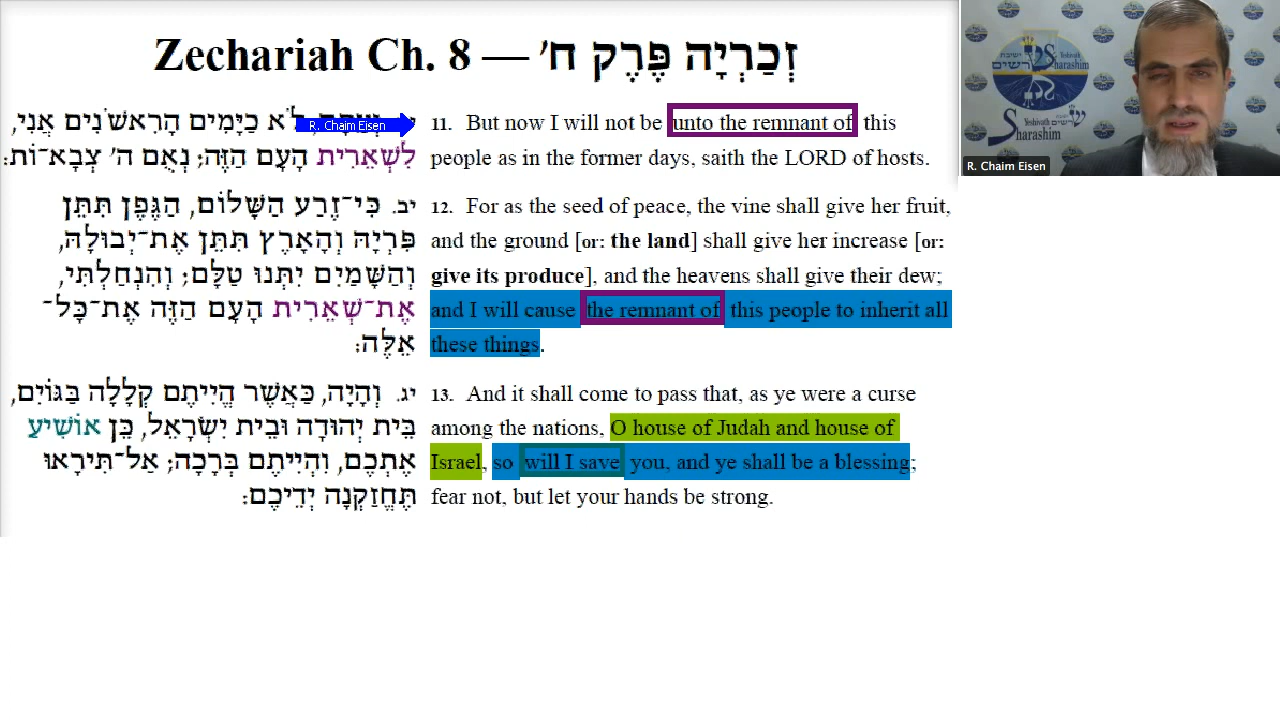 Zechariah Ch. 8 — זְכַרְיָה פֶּרֶק ח׳
לֹא כַיָּמִים הָרִאשֹׁנִים אֲנִי,
לִשְׁאֵרִית הָעָם הַזֶּה; נְאֻם ה׳ צְבָא־וֹת:
R. Chaim Eisen
11. But now I will not be unto the remnant of this
people as in the former days, saith the LORD of hosts.
יב. כִּי־זֶרַע הַשָּׁלוֹם, הַגֶּפֶן תִּתֵּן
פִּרְיָהּ וְהָאָרֶץ תִּתֵּן אֶת־יְבוּלָהּ,
וְהַשָּׁמַיִם יִתְּנוּ טַלָּם; וְהִנְחַלְתִּי,
אֶת־שְׁאֵרִית הָעָם הַזֶּה אֶת־כָּל־
אֵלֶּה:
12. For as the seed of peace, the vine shall give her fruit,
and the ground [or: the land] shall give her increase [or:
give its produce], and the heavens shall give their dew;
and I will cause the remnant of this people to inherit all
these things.
יג. וְהָיָה, כַּאֲשֶׁר הֱיִיתֶם קְלָלָה בַּגּוֹיִם,
בֵּית יְהוּדָה וּבֵית יִשְׂרָאֵל, כֵּן אוֹשִׁיעַ
אֶתְכֶם, וִהְיִיתֶם בְּרָכָה; אַל־תִּירָאוּ
תֶּחֱזַקְנָה יְדֵיכֶם:
13. And it shall come to pass that, as ye were a curse
among the nations, O house of Judah and house of
Israel, so will I save you, and ye shall be a blessing;
fear not, but let your hands be strong.
ישיבת
שרשים
Yeshivath
Sharashim
Sharashim
R. Chaim Eisen